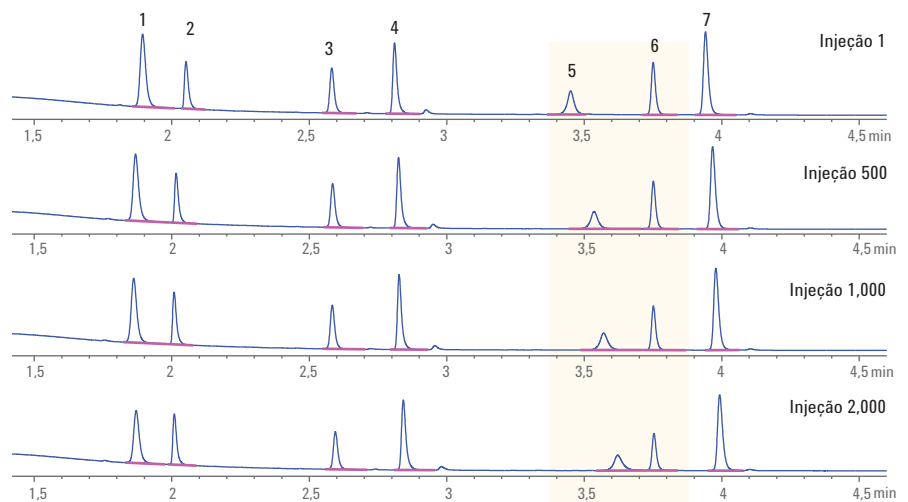 1 2 3 4 5 6 7
Injeção 1
1,5 2 2,5 3 3,5 4 4,5 min
Injeção 500
1,5 2 2,5 3 3,5 4 4,5 min
Injeção 1,000
1,5 2 2,5 3 3,5 4 4,5 min
Injeção 2,000
1,5 2 2,5 3 3,5 4 4,5 min